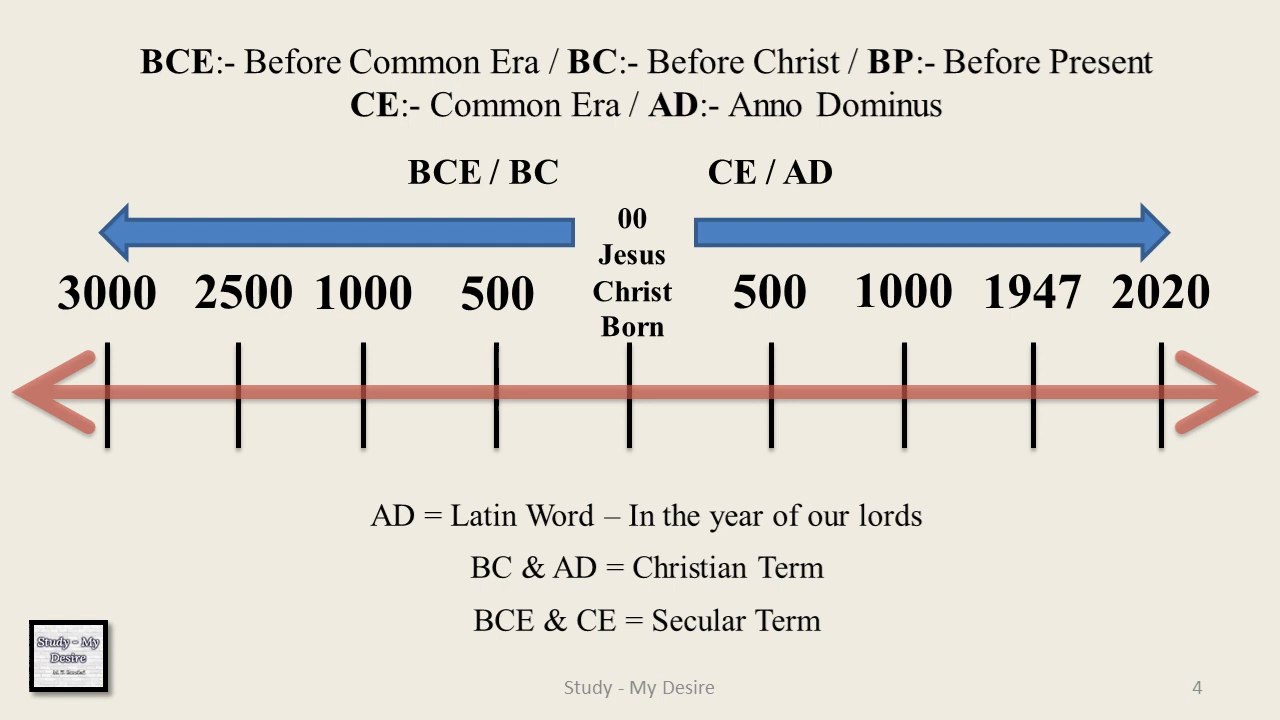 BCE:- Before Common Era / BC:- Before Christ / BP:- Before Present
CE:- Common Era / AD:- Anno Dominus
BCE / BC
CE / AD
00
Jesus
Christ
Born
3000 2500 1000 500 500 1000 1947 2020
AD = Latin Word – In the year of our lords
BC & AD = Christian Term
BCE & CE = Secular Term
Study - My
Desire
Study - My Desire
4